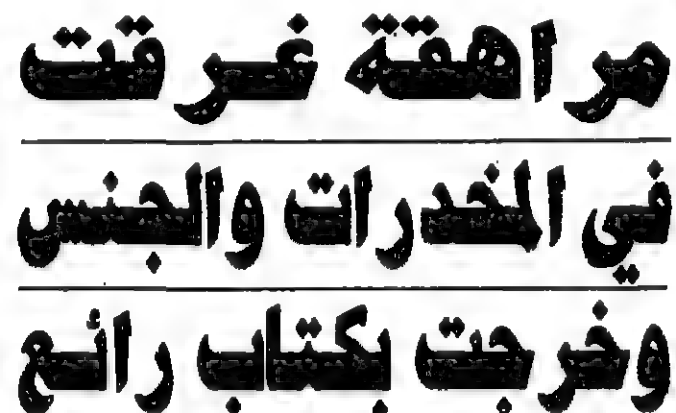 مراهقة غرقت
في المخدرات والجنس
وخرجت بكتاب رائع